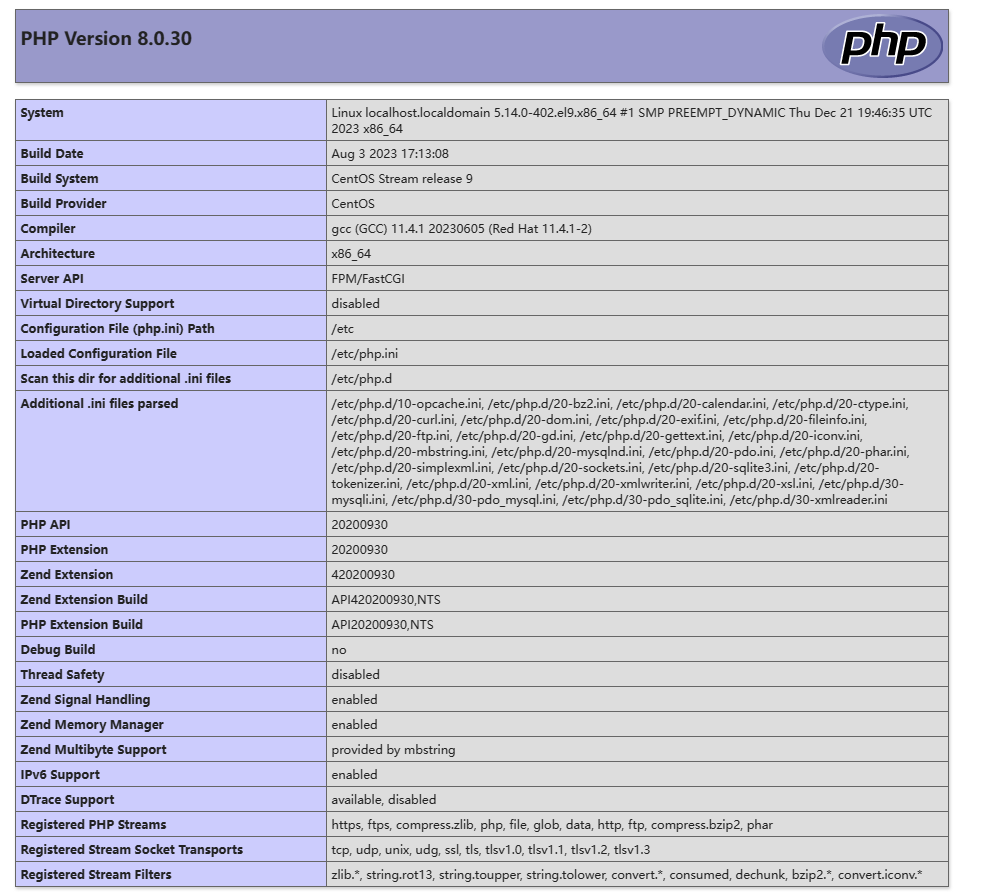 PHP Version 8.0.30
php
System
Linux localhost.localdomain 5.14.0-402.el9.x86_64 #1 SMP PREEMPT_DYNAMIC Thu Dec 21 19:46:35 UTC
2023 x86_64
Build Date
Aug 3 2023 17:13:08
Build System
CentOS Stream release 9
Build Provider
CentOS
Compiler
gcc (GCC) 11.4.1 20230605 (Red Hat 11.4.1-2)
Architecture
x86_64
Server API
FPM/FastCGI
Virtual Directory Support
disabled
Configuration File (php.ini) Path
/etc
Loaded Configuration File
/etc/php.ini
Scan this dir for additional .ini files
/etc/php.d
Additional .ini files parsed
/etc/php.d/10-opcache.ini, /etc/php.d/20-bz2.ini, /etc/php.d/20-calendar.ini, /etc/php.d/20-ctype.ini,
/etc/php.d/20-curl.ini, /etc/php.d/20-dom.ini, /etc/php.d/20-exif.ini, /etc/php.d/20-fileinfo.ini,
/etc/php.d/20-ftp.ini, /etc/php.d/20-gd.ini, /etc/php.d/20-gettext.ini, /etc/php.d/20-iconv.ini,
/etc/php.d/20-mbstring.ini, /etc/php.d/20-mysqlnd.ini, /etc/php.d/20-pdo.ini, /etc/php.d/20-phar.ini,
/etc/php.d/20-simplexml.ini, /etc/php.d/20-sockets.ini, /etc/php.d/20-sqlite3.ini, /etc/php.d/20-
tokenizer.ini, /etc/php.d/20-xml.ini, /etc/php.d/20-xmlwriter.ini, /etc/php.d/20-xsl.ini, /etc/php.d/30-
mysqli.ini, /etc/php.d/30-pdo_mysql.ini, /etc/php.d/30-pdo_sqlite.ini, /etc/php.d/30-xmlreader.ini
PHP API
20200930
PHP Extension
20200930
Zend Extension
420200930
Zend Extension Build
API420200930,NTS
PHP Extension Build
API20200930,NTS
Debug Build
no
Thread Safety
disabled
Zend Signal Handling
enabled
Zend Memory Manager
enabled
Zend Multibyte Support
provided by mbstring
IPv6 Support
enabled
DTrace Support
available, disabled
Registered PHP Streams
https, ftps, compress.zlib, php, file, glob, data, http, ftp, compress.bzip2, phar
Registered Stream Socket Transports
tcp, udp, unix, udg, ssl, tls, tlsv1.0, tlsv1.1, tlsv1.2, tlsv1.3
Registered Stream Filters
zlib.*, string.rot13, string.toupper, string.tolower, convert.*, consumed, dechunk, bzip2.*, convert.iconv.*